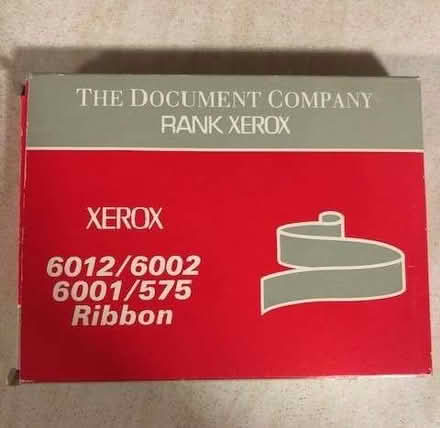 THE DOCUMENT COMPANY
RANK XEROX
XEROX
6012/6002
6001/575
Ribbon